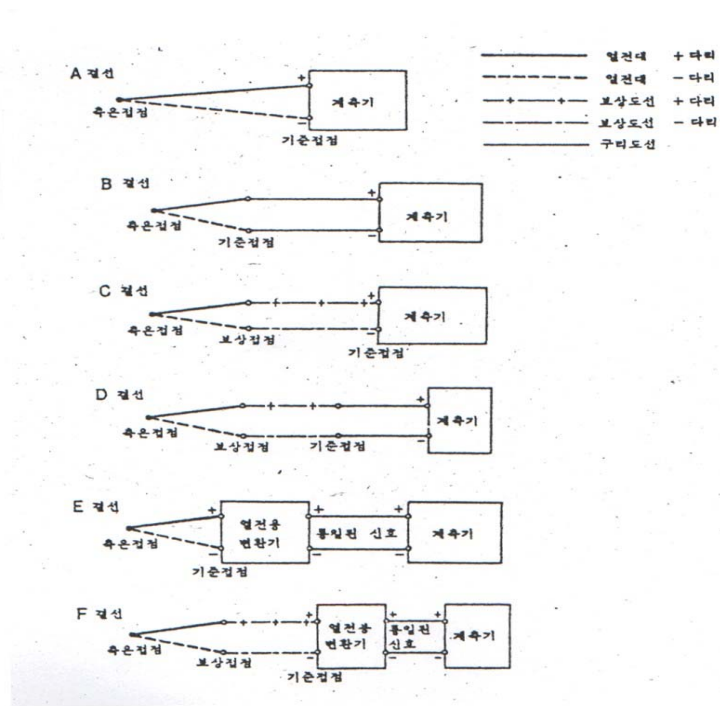 A 결선
+
계측기
측온접점
−
기준접점
열전대 + 다리
열전대 − 다리
보상도선 + 다리
보상도선 − 다리
구리도선
B 결선
+
계측기
측온접점
−
기준접점
C 결선
+
계측기
측온접점
보상접점
−
기준접점
D 결선
+
계측기
측온접점
보상접점
기준접점
−
E 결선
+
+
+
열전용
변환기
통일된 신호
계측기
측온접점
−
−
−
기준접점
F 결선
+
+
+
열전용
변환기
통일된
신호
계측기
측온접점
보상접점
−
−
−
기준접점